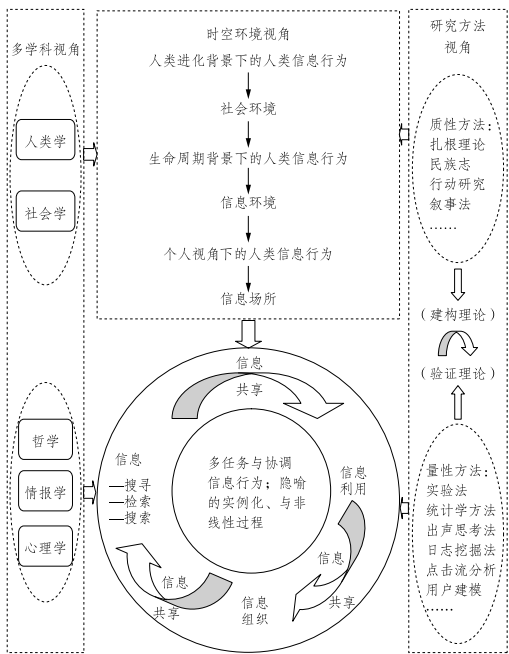 多学科视角
人类学
社会学
哲学
情报学
心理学
时空环境视角
人类进化背景下的人类信息行为
社会环境
生命周期背景下的人类信息行为
信息环境
个人视角下的人类信息行为
信息场所
信息
共享
信息
—搜寻
—检索
—搜索
多任务与协调
信息行为；隐喻
的实例化、与非
线性过程
信息
利用
信息
共享
信息
组织
信息
共享
研究方法
视角
质性方法：
扎根理论
民族志
行动研究
叙事法
……
（建构理论）
（验证理论）
量性方法：
实验法
统计学方法
出声思考法
日志挖掘法
点击流分析
用户建模
……